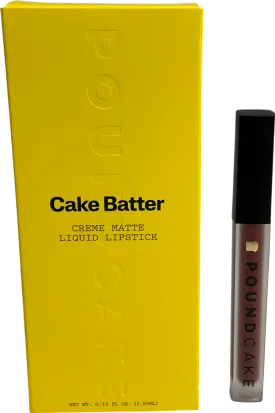 POUNDCAKE
Cake Batter
CREME MATTE
LIQUID LIPSTICK
POUNDCAKE